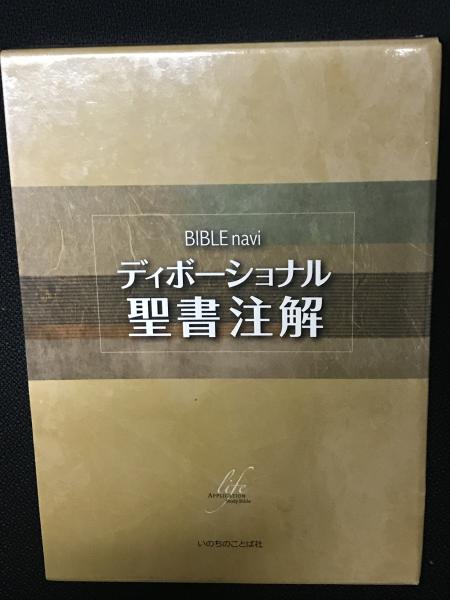 BIBLE navi
ディボーショナル
聖書注解
life
APPLICATION
Study Bible
いのちのことば社